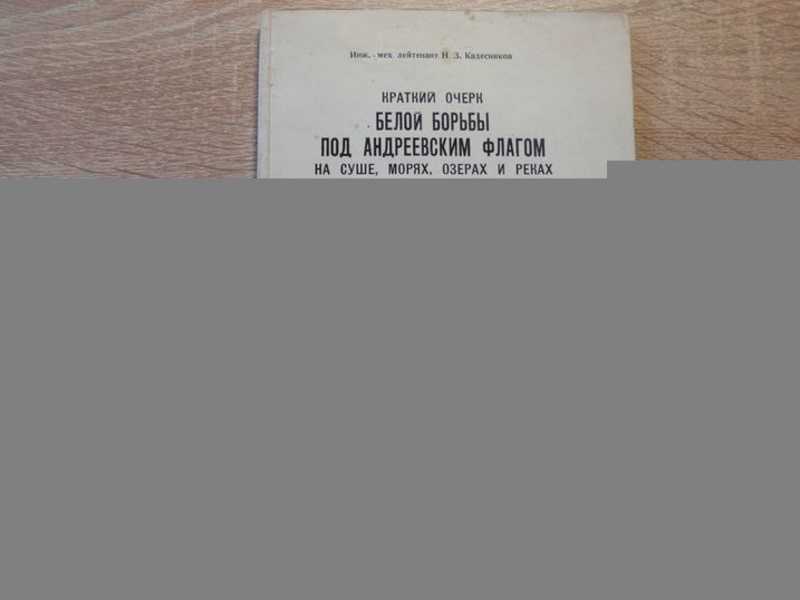 Инж.-мех. лейтенант Н. З. Кадесников
КРАТКИЙ ОЧЕРК
БЕЛОЙ БОРЬБЫ
ПОД АНДРЕЕВСКИМ ФЛАГОМ
НА СУШЕ, МОРЯХ, ОЗЕРАХ И РЕКАХ